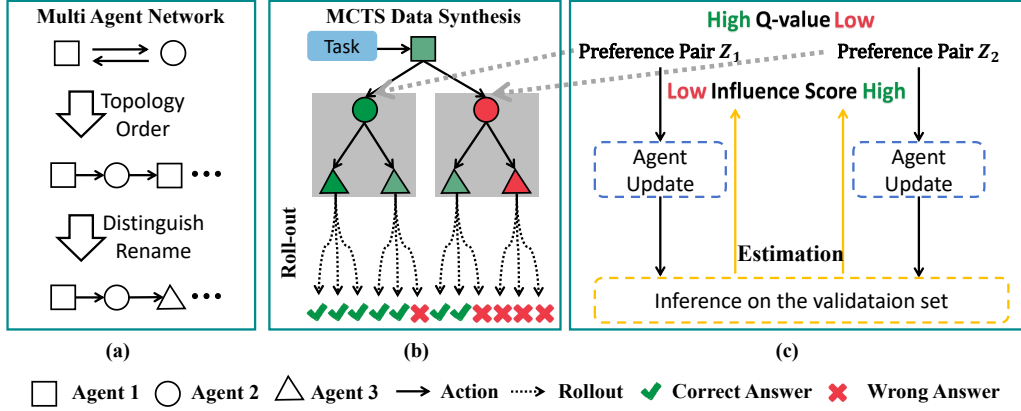 Multi Agent Network
Topology
Order
Distinguish
Rename
(a)
MCTS Data Synthesis
Task
Roll-out
(b)
High Q-value Low
Preference Pair Z1
Preference Pair Z2
Low Influence Score High
Agent
Update
Agent
Update
Estimation
Inference on the validataion set
(c)
Agent 1
Agent 2
Agent 3
Action
Rollout
Correct Answer
Wrong Answer